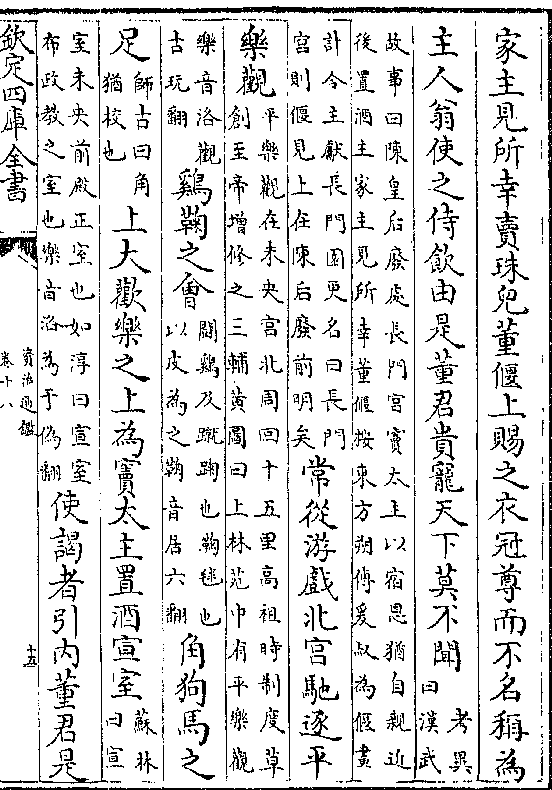 家主見所幸賣珠兒董偃上賜之衣冠尊而不名稱為
主人翁使之侍飲由是董君貴寵天下莫不聞
考異
曰漢武
故事曰陳皇后廢處長門宮竇太主以宿恩猶自親近
後置酒主家主見所幸董偃按東方朔傳爰叔為偃畫
計令主獻長門園更名曰長門
宮則偃見上在陳后廢前明矣
常從游戲北宮馳逐平
樂觀
平樂觀在未央宮北周回十五里高祖時制度草
創至帝增修之三輔黃圖曰上林苑中有平樂觀
樂音洛觀
古玩翻
鷄鞠之會
鬭鷄及蹴踘也鞠毬也
以皮為之鞠音居六翻
角狗馬之
足
師古曰角
猶校也
上大歡樂之上為竇太主置酒宣室
蘇林
曰宣
室未央前殿正室也如淳曰宣室
布政教之室也樂音洛為于偽翻
使謁者引內董君是
欽定四庫全書
資治通鑑
卷十八
十五